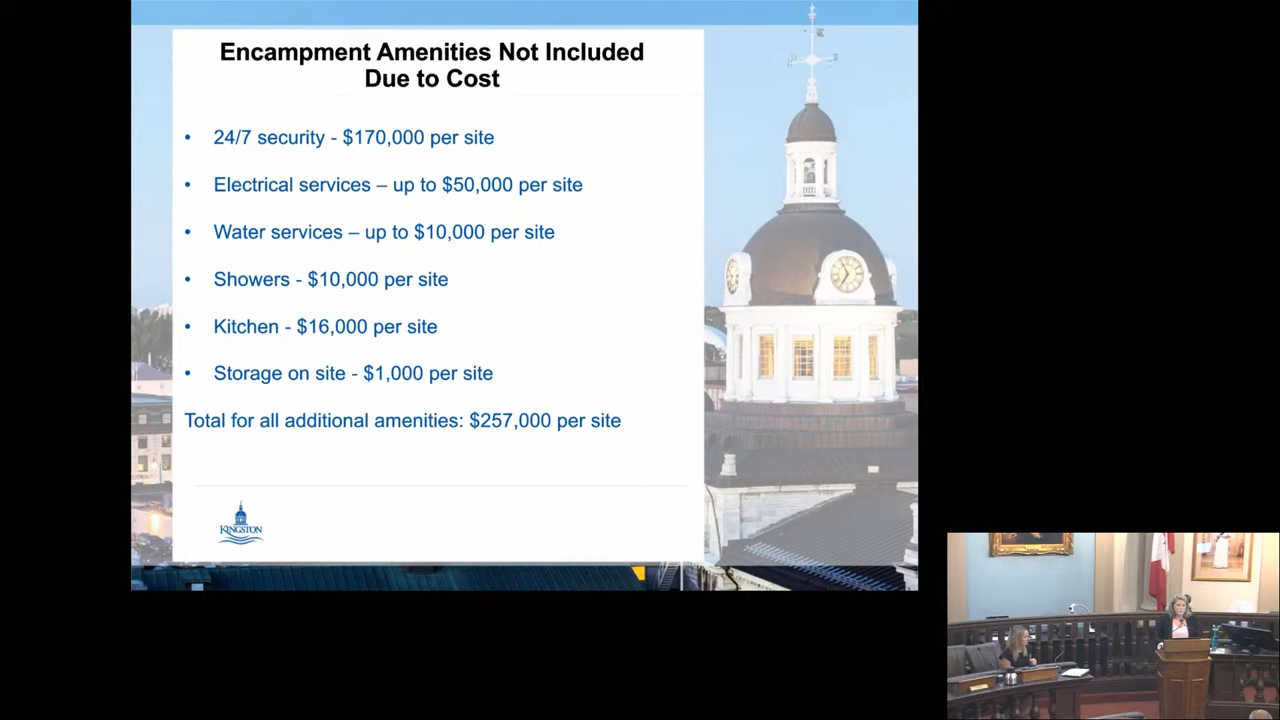 Encampment Amenities Not Included
Due to Cost
• 24/7 security - $170,000 per site
• Electrical services – up to $50,000 per site
• Water services – up to $10,000 per site
• Showers - $10,000 per site
• Kitchen - $16,000 per site
• Storage on site - $1,000 per site
Total for all additional amenities: $257,000 per site
KINGSTON